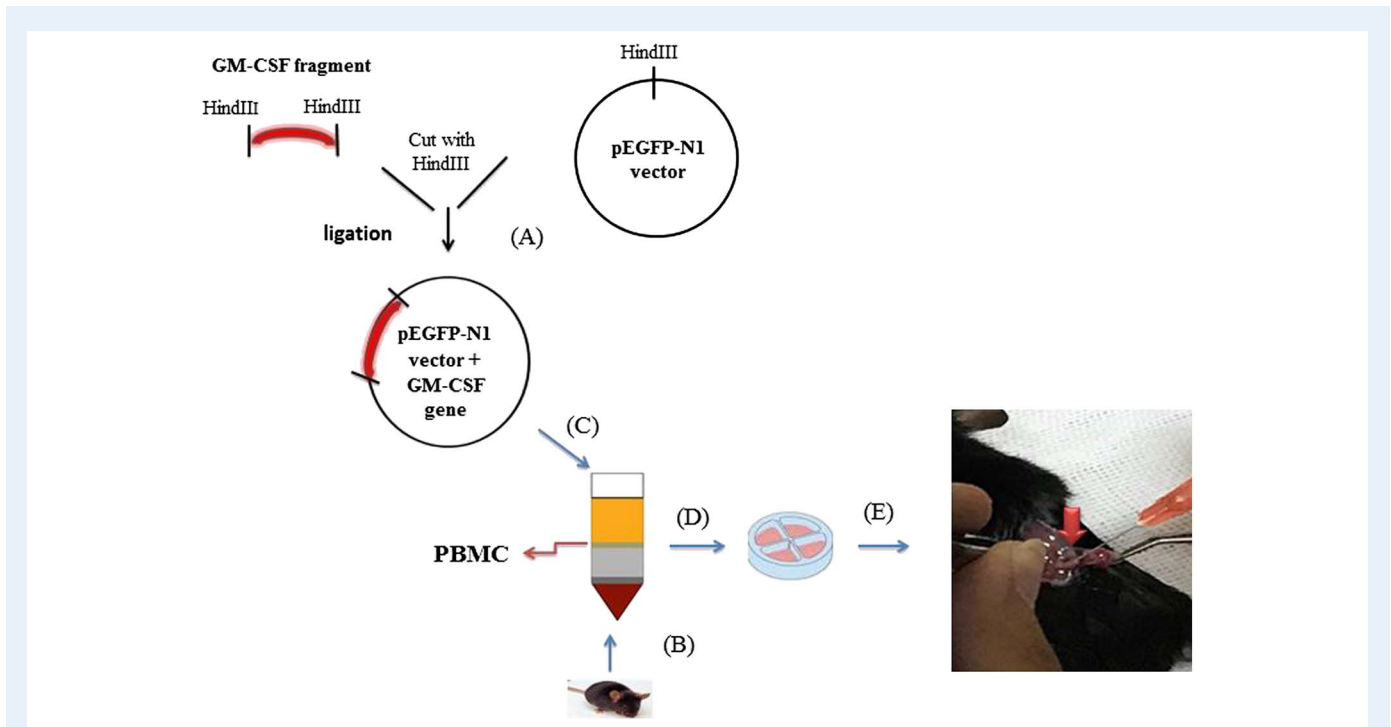 GM-CSF fragment
HindIII HindIII
Cut with
HindIII
HindIII
pEGFP-N1
vector
ligation
(A)
pEGFP-N1
vector +
GM-CSF
gene
(C)
PBMC
(D)
(E)
(B)